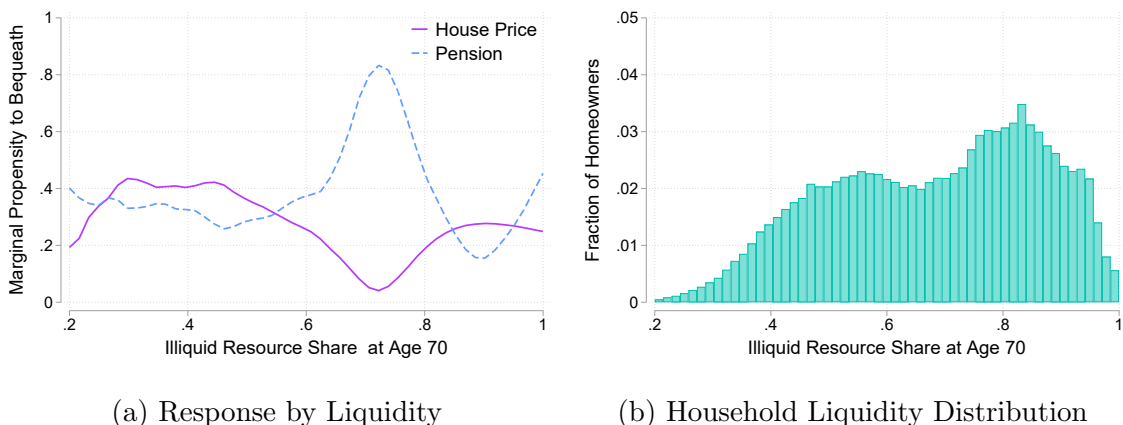 Marginal Propensity to Bequeath
1
.8
.6
.4
.2
0
House Price
Pension
.2 .4 .6 .8 1
Illiquid Resource Share at Age 70
(a) Response by Liquidity
Fraction of Homeowners
.05
.04
.03
.02
.01
0
.2 .4 .6 .8 1
Illiquid Resource Share at Age 70
(b) Household Liquidity Distribution